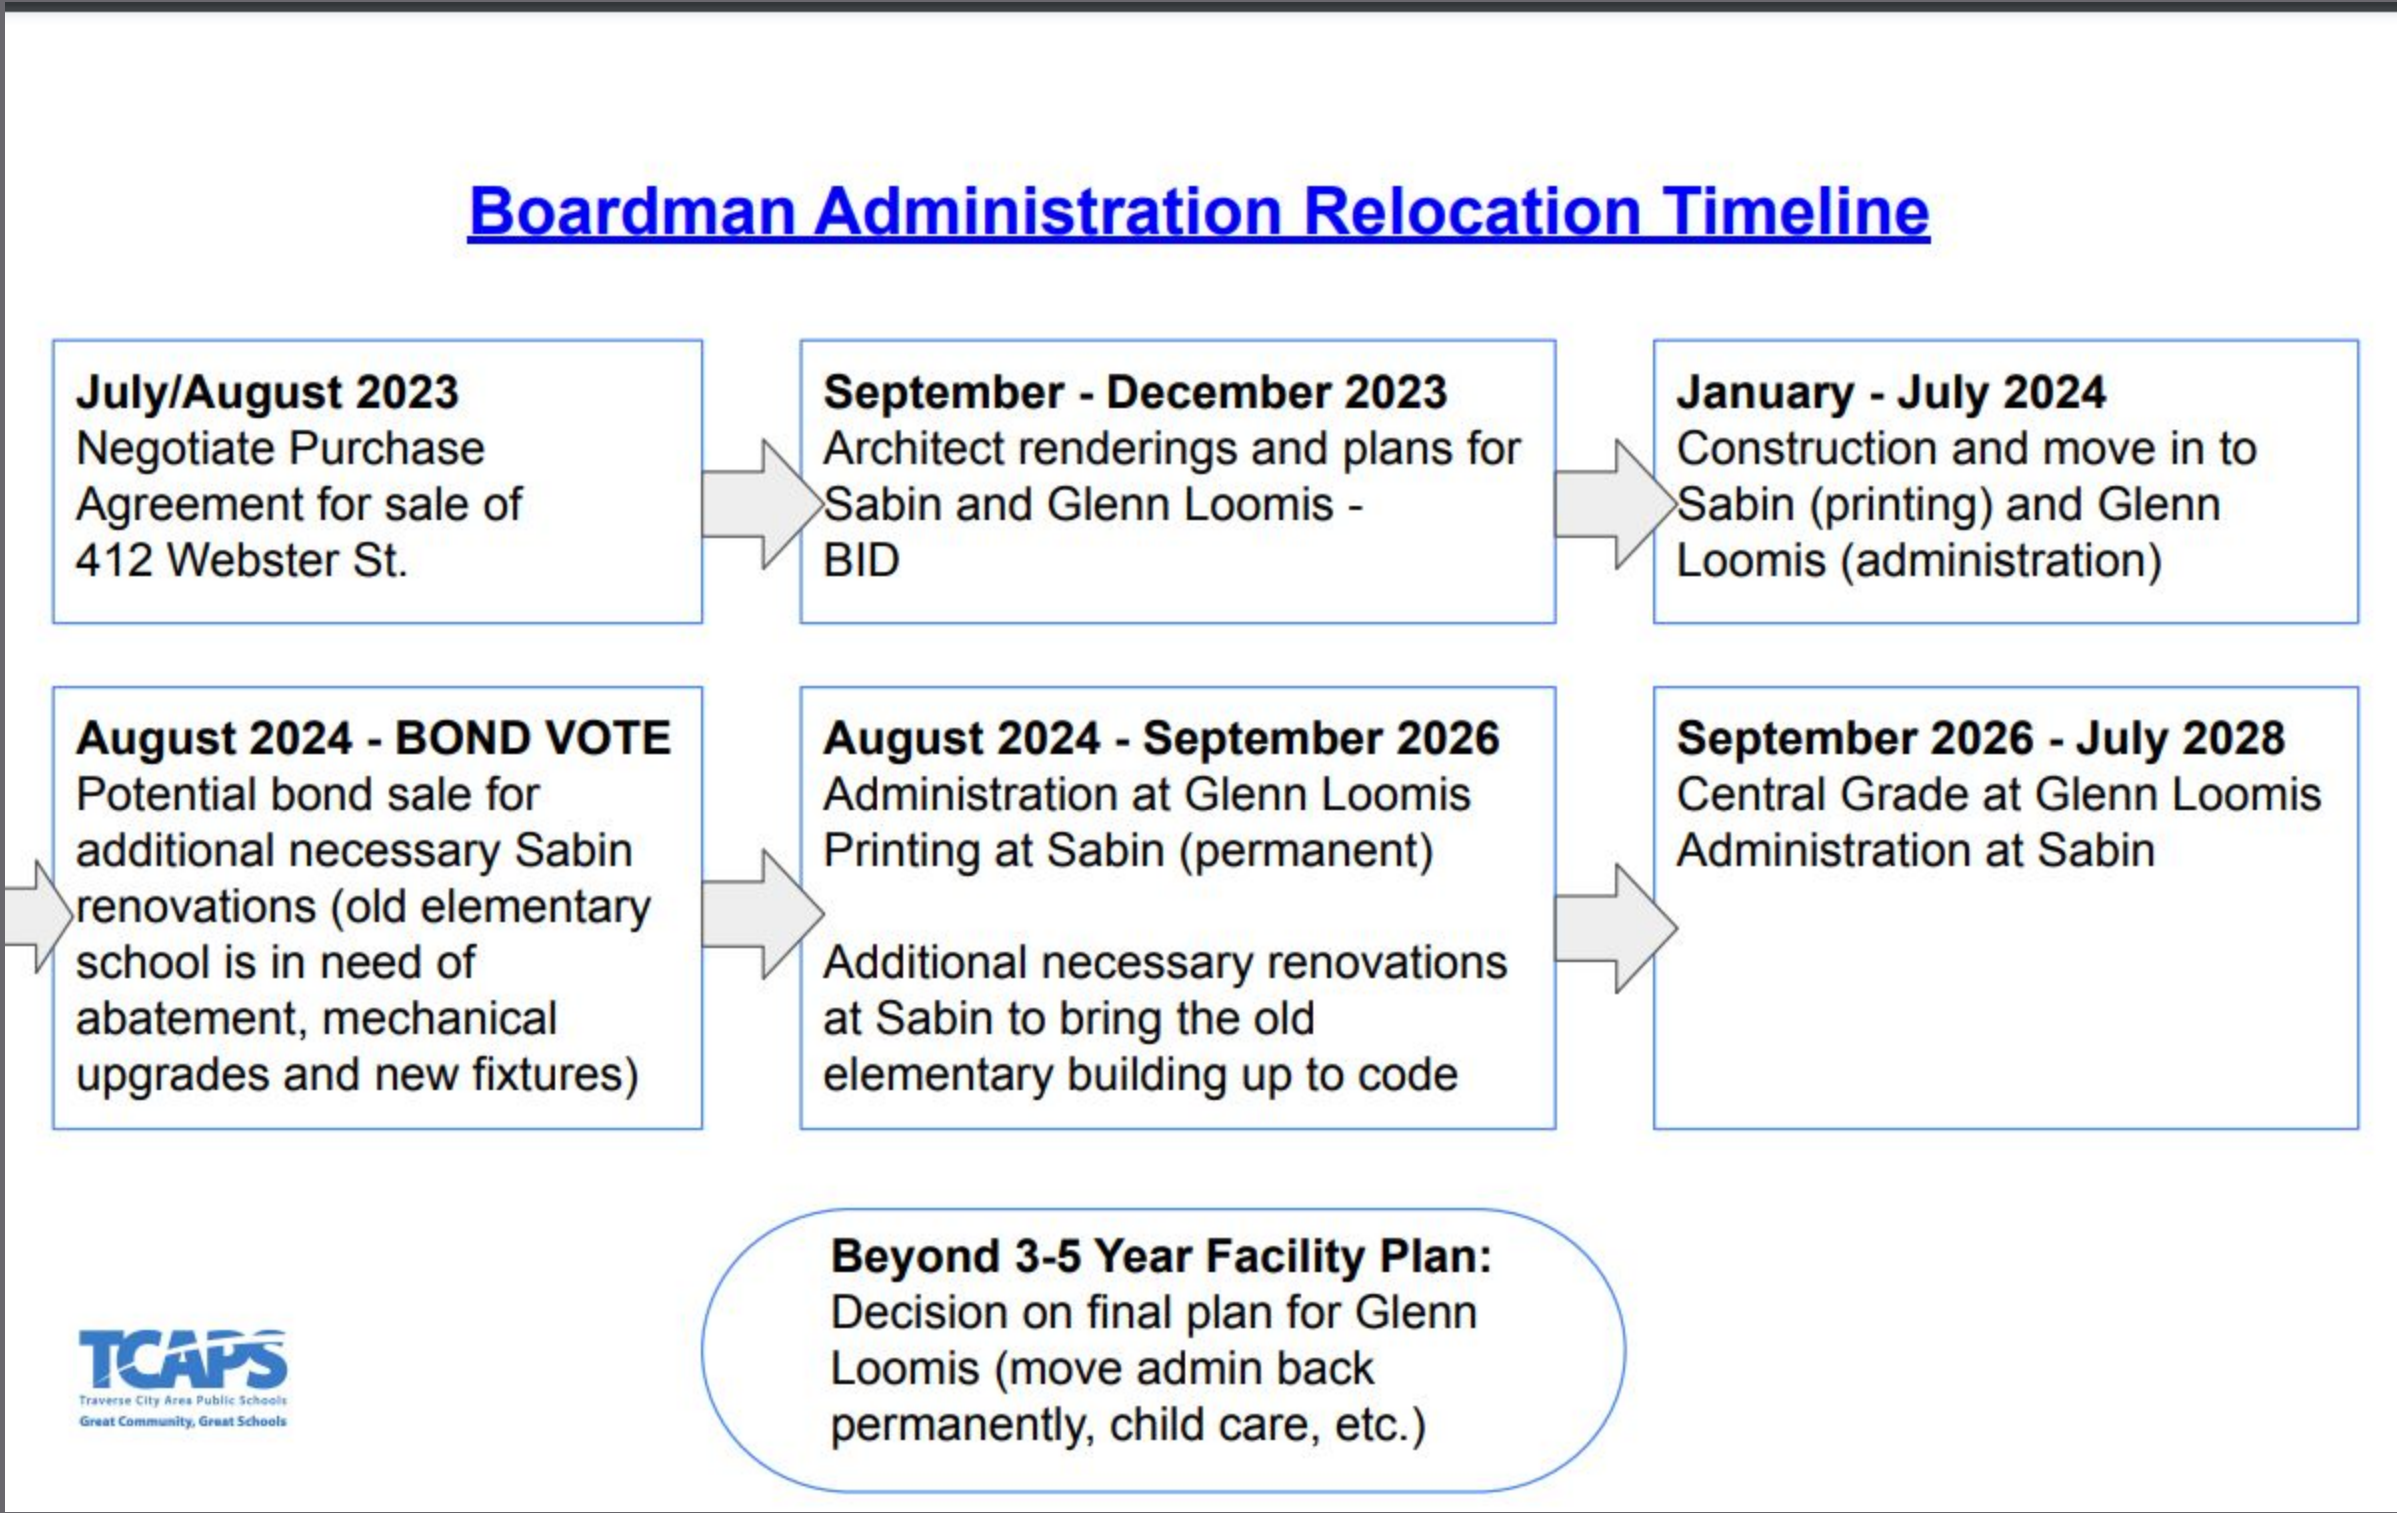 Boardman Administration Relocation Timeline
July/August 2023
Negotiate Purchase
Agreement for sale of
412 Webster St.
September - December 2023
Architect renderings and plans for
Sabin and Glenn Loomis -
BID
January - July 2024
Construction and move in to
Sabin (printing) and Glenn
Loomis (administration)
August 2024 - BOND VOTE
Potential bond sale for
additional necessary Sabin
renovations (old elementary
school is in need of
abatement, mechanical
upgrades and new fixtures)
August 2024 - September 2026
Administration at Glenn Loomis
Printing at Sabin (permanent)
Additional necessary renovations
at Sabin to bring the old
elementary building up to code
September 2026 - July 2028
Central Grade at Glenn Loomis
Administration at Sabin
Beyond 3-5 Year Facility Plan:
Decision on final plan for Glenn
Loomis (move admin back
permanently, child care, etc.)
TCAPS
Traverse City Area Public Schools
Great Community, Great Schools